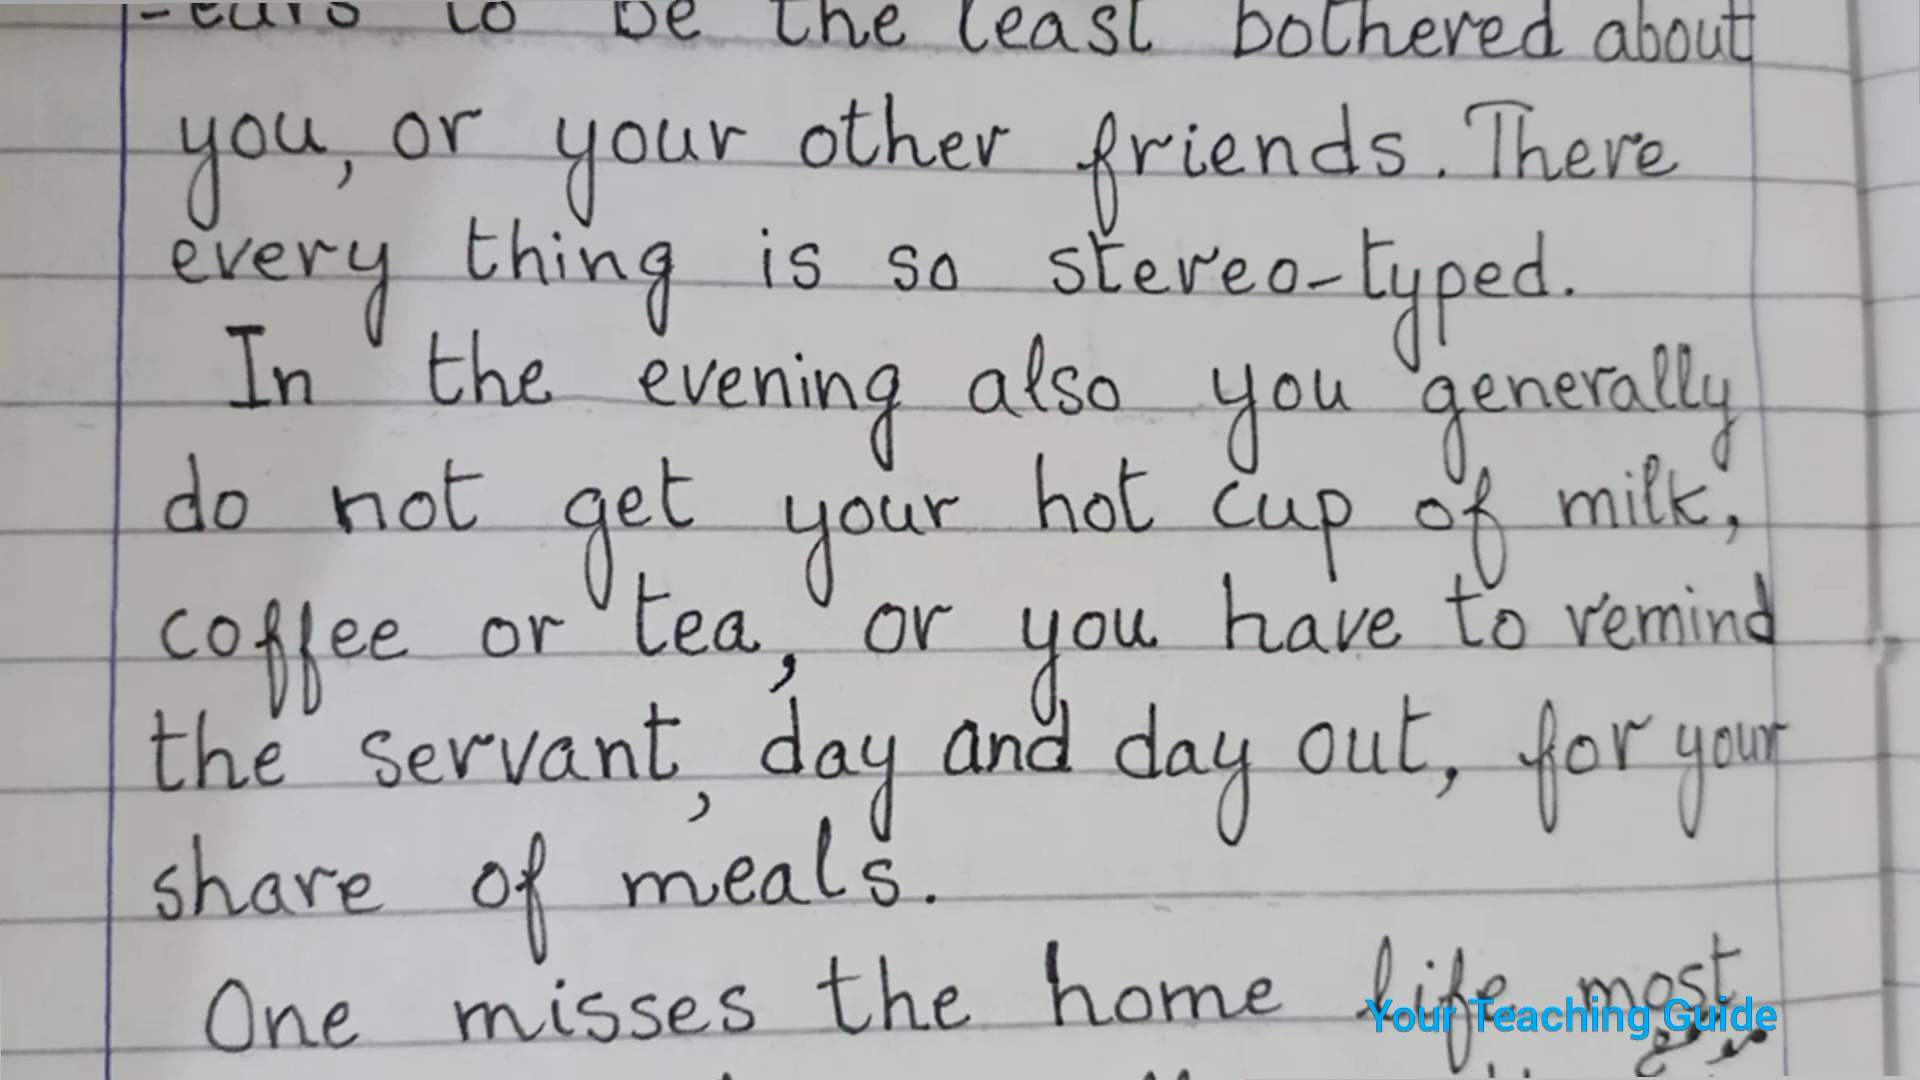 -ears to be the least bothered about
you, or your other friends. There
every thing is so stereo-typed.
In the evening also you generally
do not get your hot cup of milk,
coffee or tea, or you have to remind
the servant, day and day out, for your
share of meals.
One misses the home life most
Your Teaching Guide